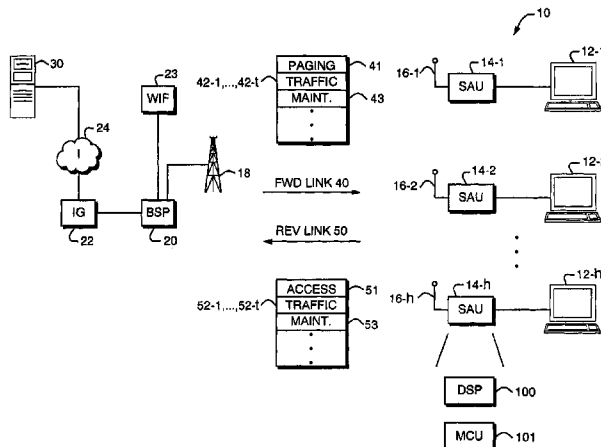 10
30
23
WIF
24
I
18
IG
22
BSP
20
PAGING
41
42-1,...,42-t
TRAFFIC
MAINT.
43
FWD LINK 40
REV LINK 50
ACCESS
51
52-1,...,52-t
TRAFFIC
MAINT.
53
16-1
14-1
SAU
12-1
16-2
14-2
SAU
16-h
14-h
SAU
12-h
DSP
100
MCU
101